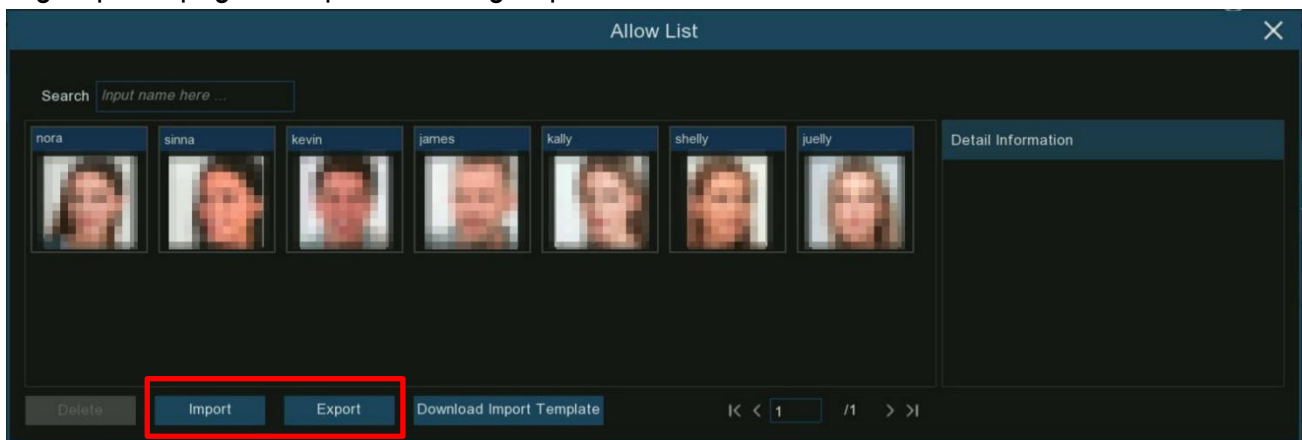 Allow List
Search Input name here ...
nora sinna kevin james kally shelly juelly
Detail Information
Delete Import Export Download Import Template 1 /1